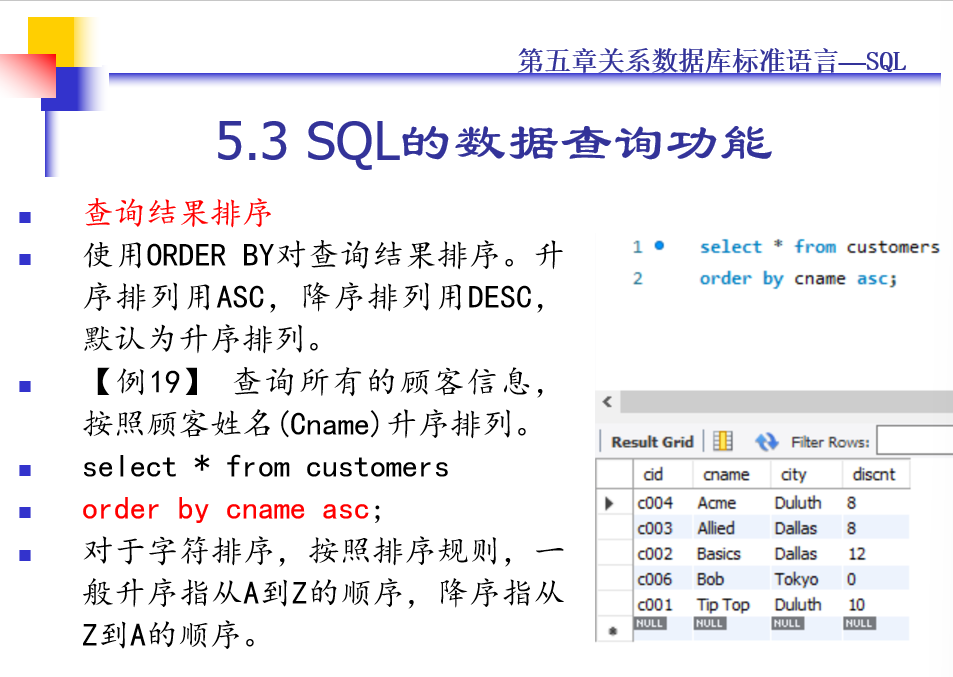 第五章关系数据库标准语言—SQL
5.3 SQL的数据查询功能
查询结果排序
使用ORDER BY对查询结果排序。升
序排列用ASC，降序排列用DESC，
默认为升序排列。
【例19】 查询所有的顾客信息，
按照顾客姓名(Cname)升序排列。
select * from customers
order by cname asc;
对于字符排序，按照排序规则，一
般升序指从A到Z的顺序，降序指从
Z到A的顺序。
1 select * from customers
2 order by cname asc;
Result Grid Filter Rows:
cid cname city discnt
c004 Acme Duluth 8
c003 Allied Dallas 8
c002 Basics Dallas 12
c006 Bob Tokyo 0
c001 Tip Top Duluth 10
NULL NULL NULL NULL